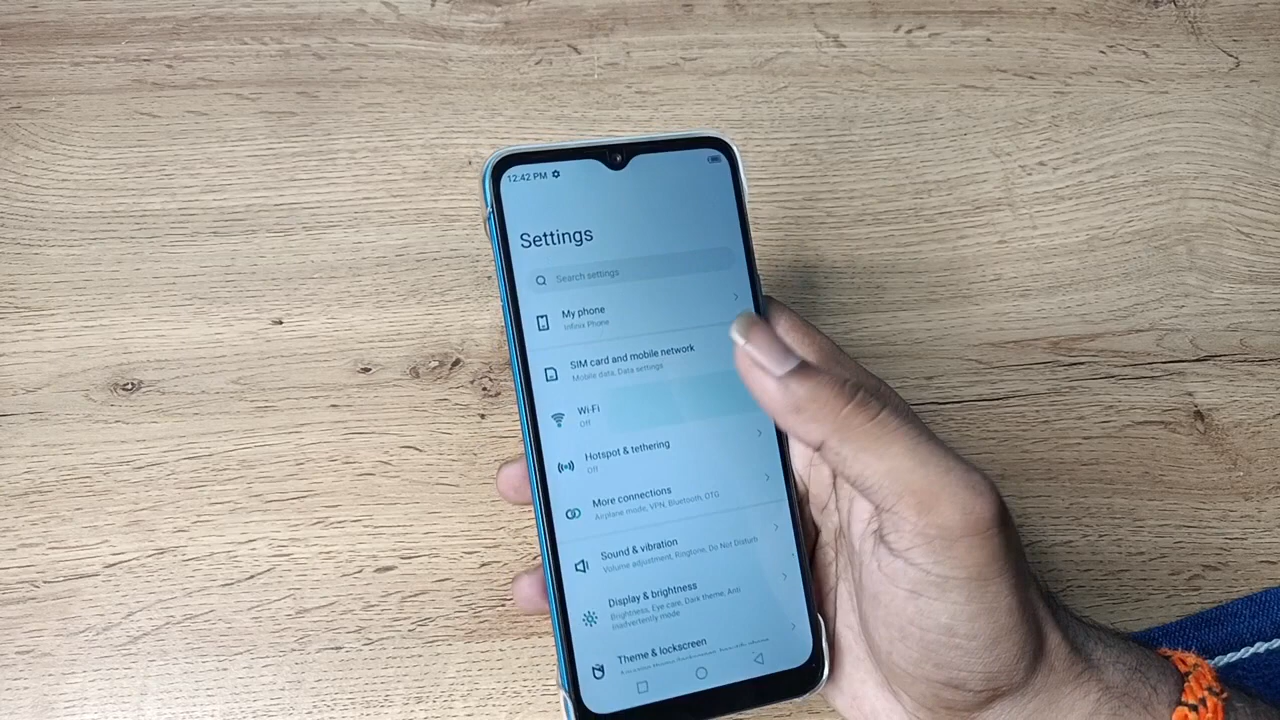 12:42 PM
Settings
Search settings
My phone
Infinix Phone
SIM card and mobile network
Mobile data, Data settings
Wi-Fi
Off
Hotspot & tethering
Off
More connections
Airplane mode, VPN, Bluetooth, OTG
Sound & vibration
Volume adjustment, Ringtone, Do Not Disturb
Display & brightness
Brightness, Eye care, Dark theme, Anti
inadvertently mode
Theme & lockscreen